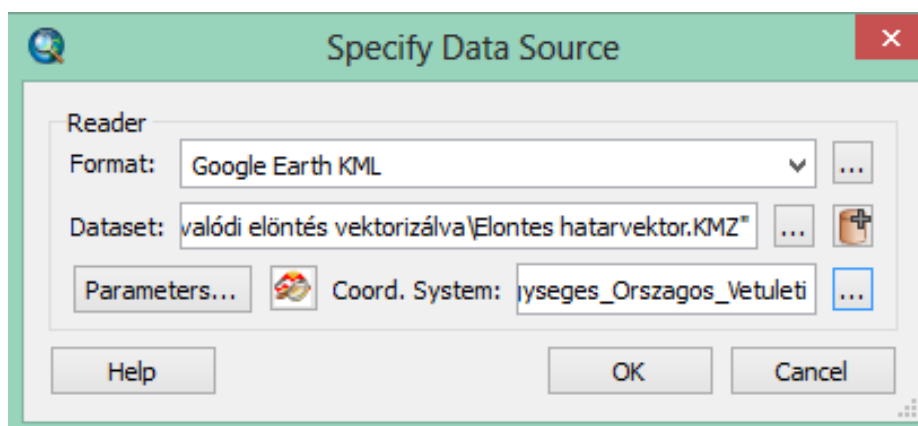 Specify Data Source
Reader
Format: Google Earth KML ...
Dataset: valódi elöntés vektorizálva\Elontes hatarvektor.KMZ" ...
Parameters... Coord. System: yseges_Orszagos_Vetuleti ...
Help OK Cancel